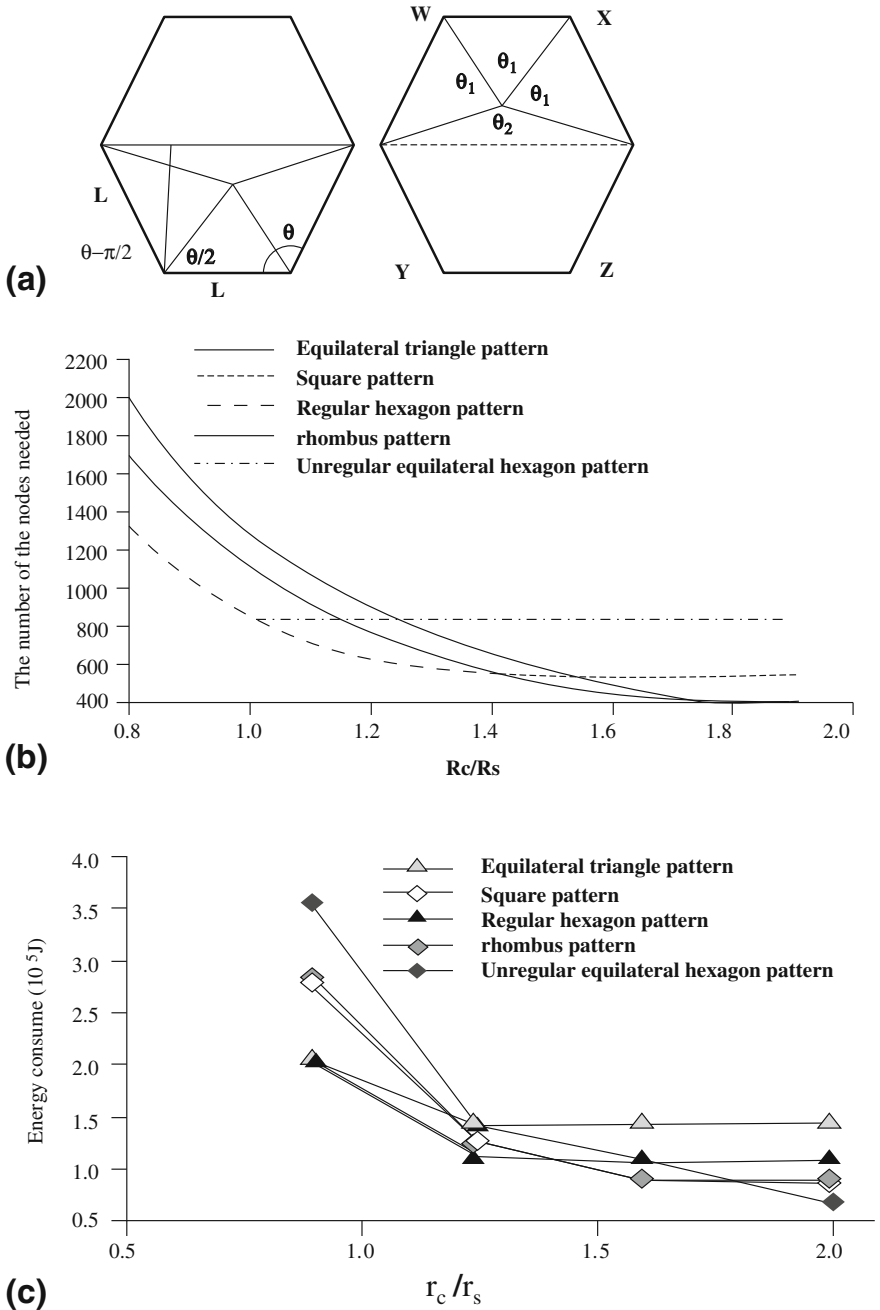 W X
θ₁
θ₁ θ₁
θ₂
L
θ
θ−π/2 θ/2
Y Z
L
(a)
Equilateral triangle pattern
Square pattern
Regular hexagon pattern
rhombus pattern
Unregular equilateral hexagon pattern
The number of the nodes needed
2200
2000
1800
1600
1400
1200
1000
800
600
400
0.8 1.0 1.2 1.4 1.6 1.8 2.0
Rc/Rs
(b)
Equilateral triangle pattern
Square pattern
Regular hexagon pattern
rhombus pattern
Unregular equilateral hexagon pattern
Energy consume (10⁵J)
4.0
3.5
3.0
2.5
2.0
1.5
1.0
0.5
0.5 1.0 1.5 2.0
r_c/r_s
(c)